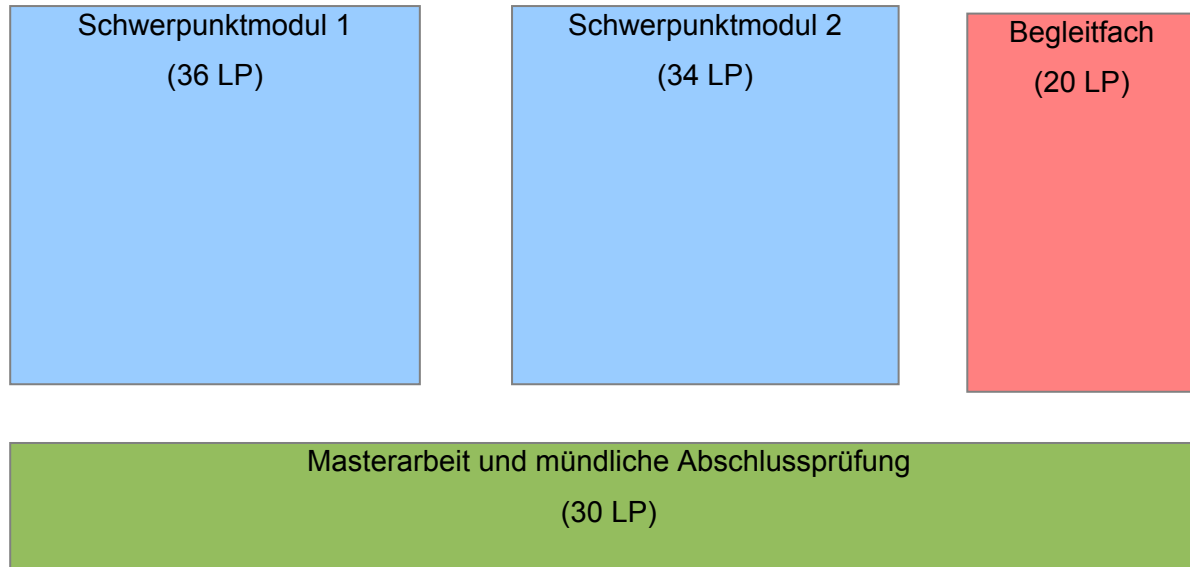 Schwerpunktmodul 1
(36 LP)
Schwerpunktmodul 2
(34 LP)
Begleitfach
(20 LP)
Masterarbeit und mündliche Abschlussprüfung
(30 LP)